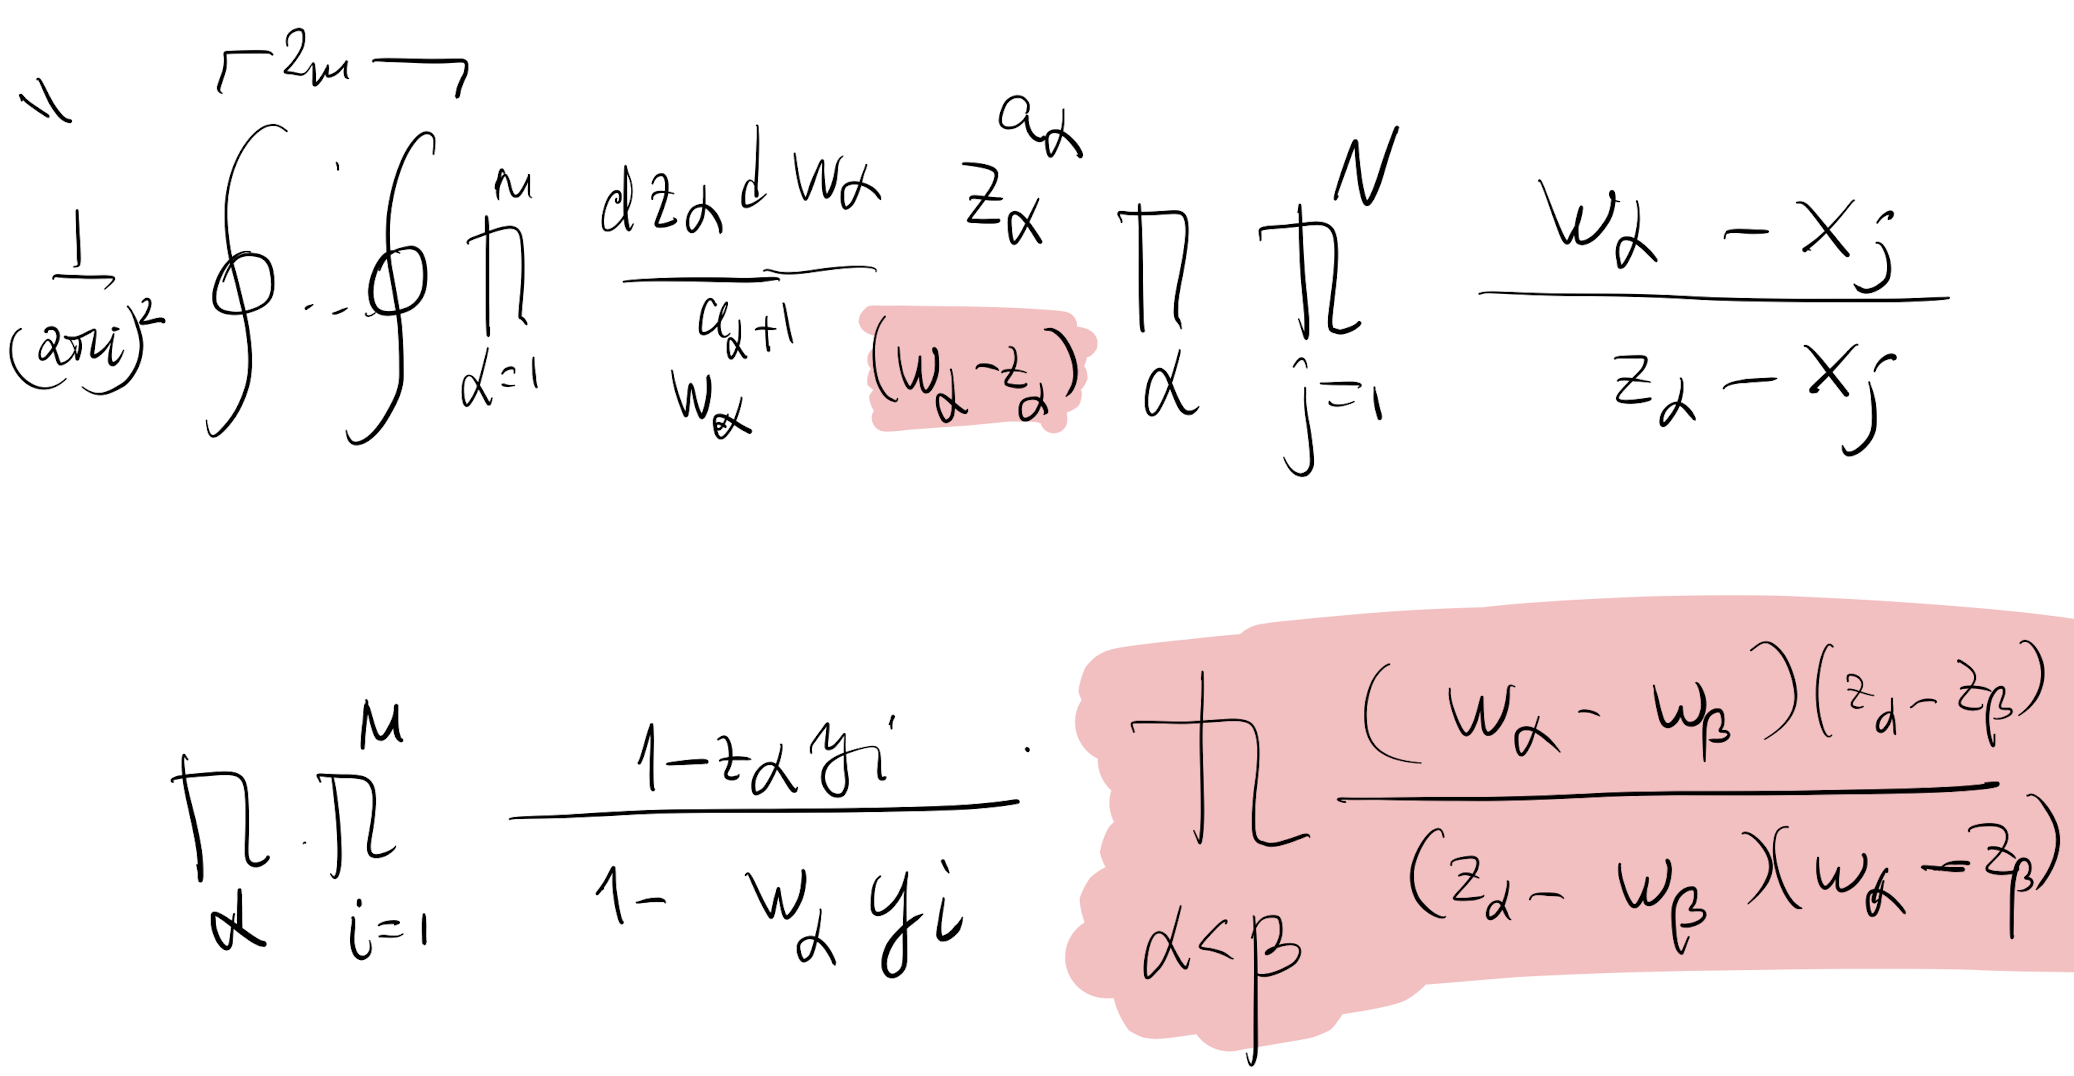 \\ \frac{1}{(2\pi i)^2} \overbrace{\oint \cdots \oint}^{2m} \prod_{\alpha=1}^{m} \frac{dz_\alpha dw_\alpha}{w_\alpha^{a_\alpha+1} (w_\alpha - z_\alpha)} z_\alpha^{a_\alpha} \prod_\alpha \prod_{j=1}^{N} \frac{w_\alpha - x_j}{z_\alpha - x_j}
\prod_\alpha \cdot \prod_{i=1}^{M} \frac{1 - z_\alpha y_i}{1 - w_\alpha y_i} \cdot \prod_{\alpha<\beta} \frac{(w_\alpha - w_\beta)(z_\alpha - z_\beta)}{(z_\alpha - w_\beta)(w_\alpha - z_\beta)}